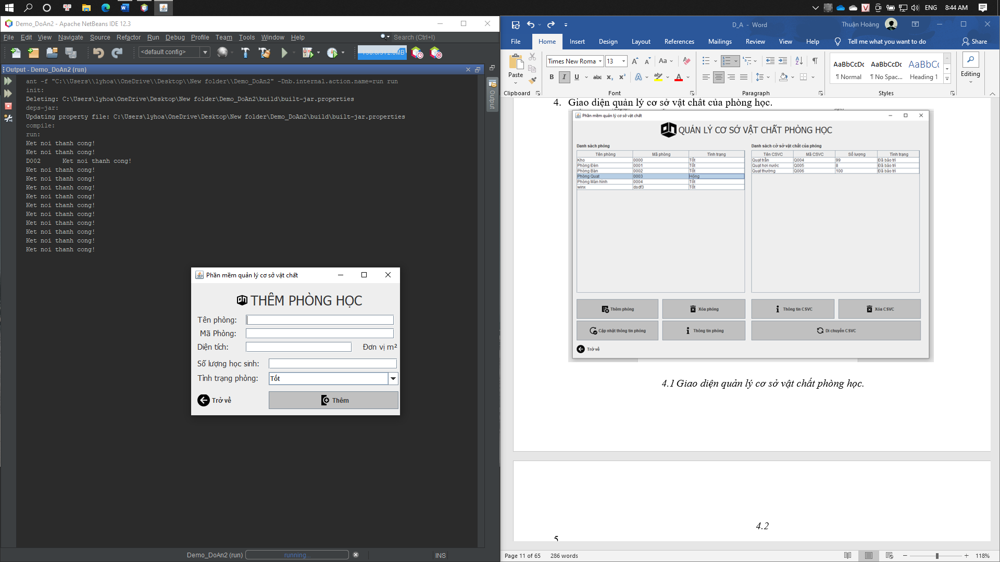 ENG
8:44 AM
Demo_DoAn2 - Apache NetBeans IDE 12.3
File Edit View Navigate Source Refactor Run Debug Profile Team Tools Window Help
Search (Ctrl+I)
<default config>
Output - Demo_DoAn2 (run)
ant -f "C:\\Users\\lyhoa\\OneDrive\\Desktop\\New folder\\Demo_DoAn2" -Dnb.internal.action.name=run run
init:
Deleting: C:\Users\lyhoa\OneDrive\Desktop\New folder\Demo_DoAn2\build\built-jar.properties
deps-jar:
Updating property file: C:\Users\lyhoa\OneDrive\Desktop\New folder\Demo_DoAn2\build\built-jar.properties
compile:
run:
Ket noi thanh cong!
Ket noi thanh cong!
D002 Ket noi thanh cong!
Ket noi thanh cong!
Ket noi thanh cong!
Ket noi thanh cong!
Ket noi thanh cong!
Ket noi thanh cong!
Ket noi thanh cong!
Ket noi thanh cong!
Ket noi thanh cong!
Ket noi thanh cong!
Ket noi thanh cong!
Output
Phần mềm quản lý cơ sở vật chất
THÊM PHÒNG HỌC
Tên phòng:
Mã Phòng:
Diện tích: Đơn vị m²
Số lượng học sinh:
Tình trạng phòng: Tốt
Trở về Thêm
Demo_DoAn2 (run) running... INS
D_A - Word
Thuận Hoàng
File Home Insert Design Layout References Mailings Review View Help Tell me what you want to do Share
Paste
Times New Roma 13
Aa
B I U abc x₂ x² A A
AaBbCcDc AaBbCcDc AaBbCc
¶ Normal ¶ No Spac... Heading 1
Editing
Clipboard Font Paragraph Styles
4. Giao diện quản lý cơ sở vật chất của phòng học.
Phần mềm quản lý cơ sở vật chất
QUẢN LÝ CƠ SỞ VẬT CHẤT PHÒNG HỌC
Danh sách phòng
Tên phòng Mã phòng Tình trạng
Kho 0000 Tốt
Phòng Đèn 0001 Tốt
Phòng Bàn 0002 Tốt
Phòng Quạt 0003 Hỏng
Phòng Màn hình 0004 Tốt
winx dsdf3 Tốt
Danh sách cở sở vật chất của phòng
Tên CSVC Mã CSVC Số lượng Tình trạng
Quạt trần Q004 99 Đã bảo trì
Quạt hơi nước Q005 8 Đã bảo trì
Quạt thường Q006 100 Đã bảo trì
Thêm phòng Xóa phòng Thông tin CSVC Xóa CSVC
Cập nhật thông tin phòng Thông tin phòng Di chuyển CSVC
Trở về
4.1 Giao diện quản lý cơ sở vật chất phòng học.
4.2
5
Page 11 of 65 286 words 118%